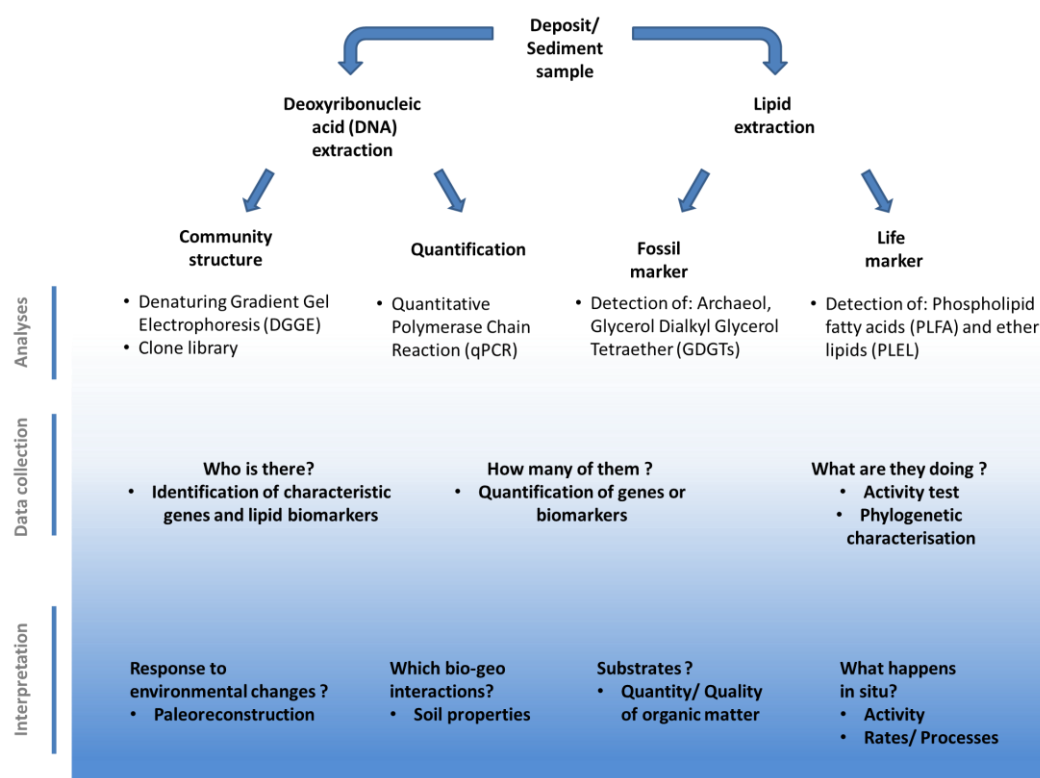 Deposit/
Sediment
sample
Deoxyribonucleic
acid (DNA)
extraction
Lipid
extraction
Community
structure
Quantification
Fossil
marker
Life
marker
Analyses
• Denaturing Gradient Gel
Electrophoresis (DGGE)
• Clone library
• Quantitative
Polymerase Chain
Reaction (qPCR)
• Detection of: Archaeol,
Glycerol Dialkyl Glycerol
Tetraether (GDGTs)
• Detection of: Phospholipid
fatty acids (PLFA) and ether
lipids (PLEL)
Data collection
Who is there?
• Identification of characteristic
genes and lipid biomarkers
How many of them ?
• Quantification of genes or
biomarkers
What are they doing ?
• Activity test
• Phylogenetic
characterisation
Interpretation
Response to
environmental changes ?
• Paleoreconstruction
Which bio-geo
interactions?
• Soil properties
Substrates ?
• Quantity/ Quality
of organic matter
What happens
in situ?
• Activity
• Rates/ Processes